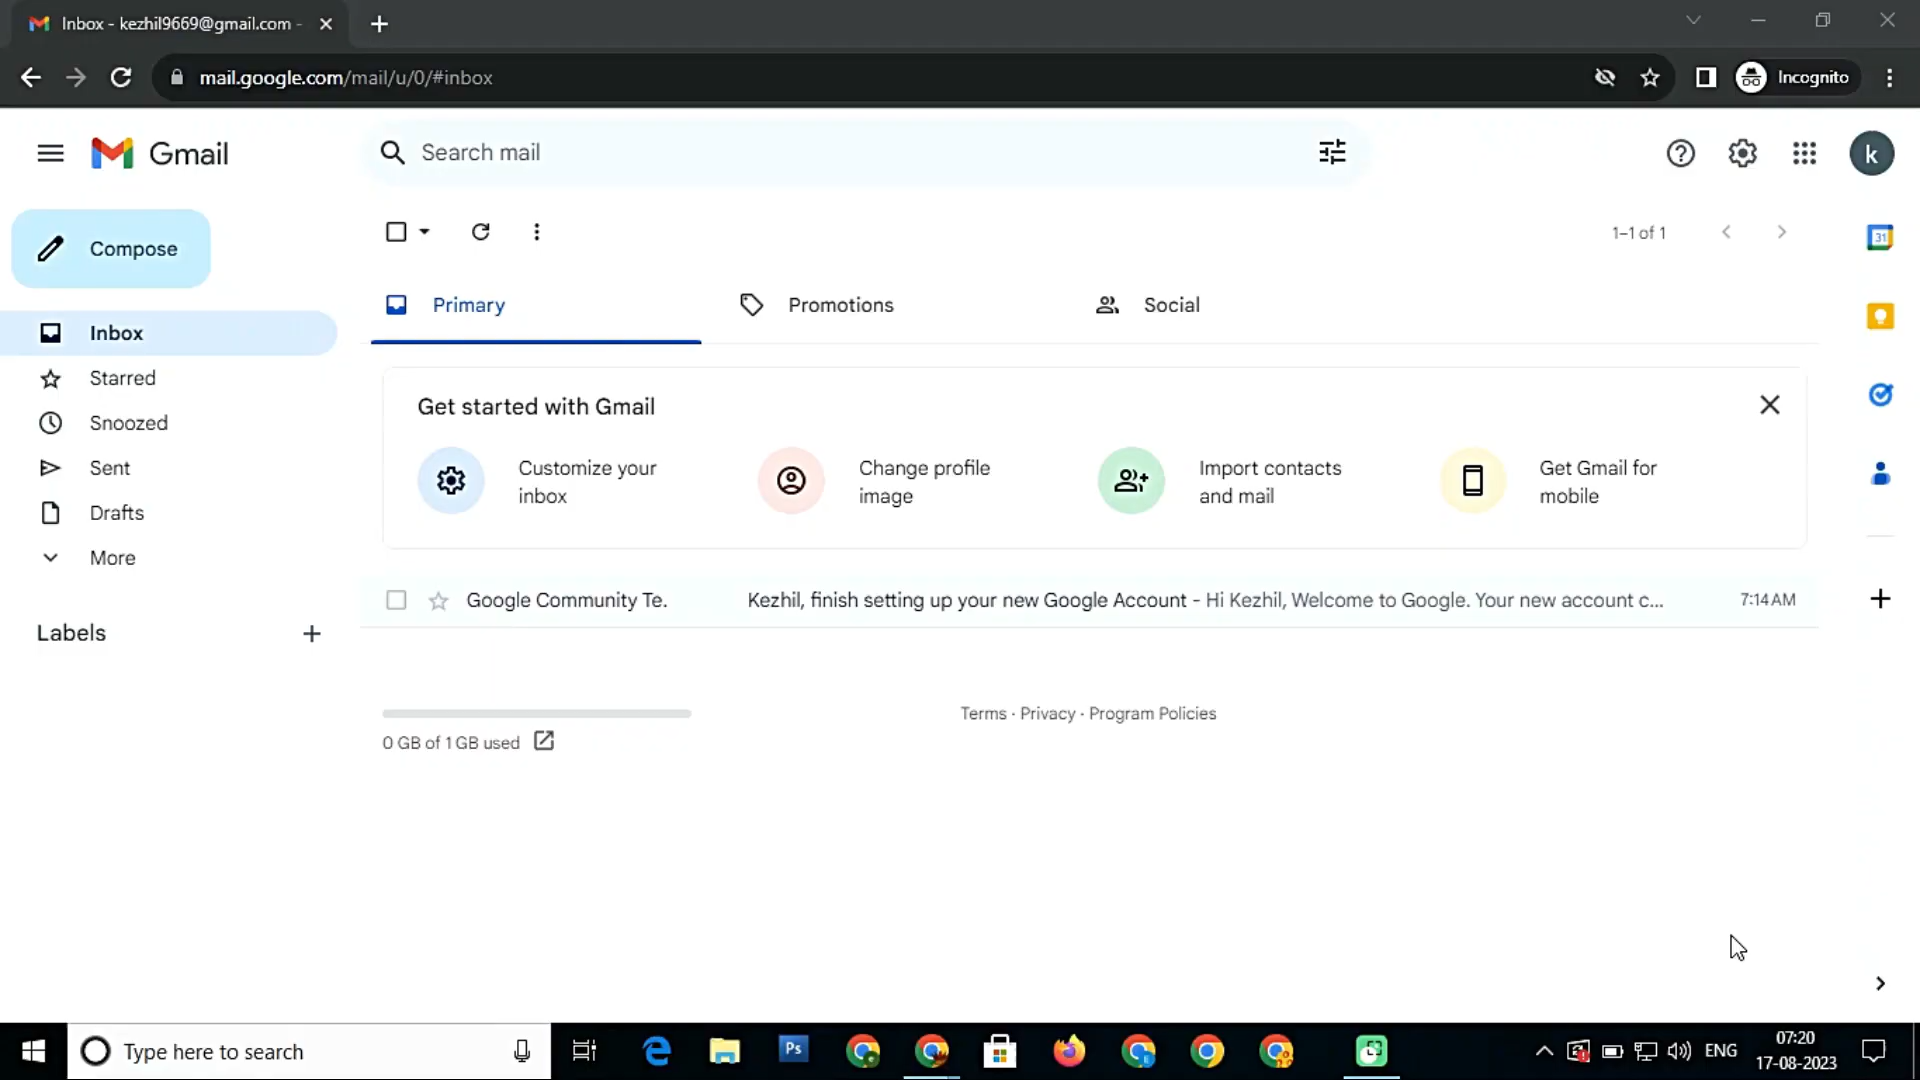 Inbox - kezhil9669@gmail.com -
mail.google.com/mail/u/0/#inbox
Incognito
Gmail
Search mail
Compose
1–1 of 1
Primary
Promotions
Social
Inbox
Starred
Snoozed
Sent
Drafts
More
Labels
Get started with Gmail
Customize your
inbox
Change profile
image
Import contacts
and mail
Get Gmail for
mobile
Google Community Te.
Kezhil, finish setting up your new Google Account - Hi Kezhil, Welcome to Google. Your new account c...
7:14 AM
Terms · Privacy · Program Policies
0 GB of 1 GB used
k
31
Type here to search
Ps
ENG
07:20
17-08-2023